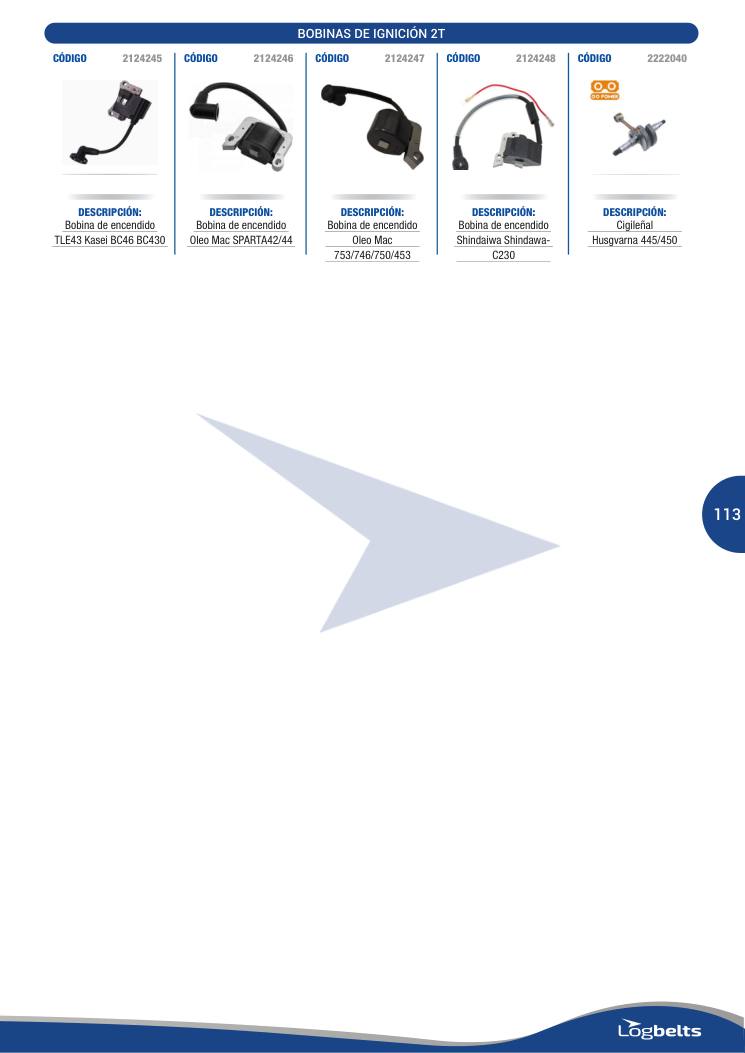 BOBINAS DE IGNICIÓN 2T
CÓDIGO 2124245
DESCRIPCIÓN:
Bobina de encendido
TLE43 Kasei BC46 BC430
CÓDIGO 2124246
DESCRIPCIÓN:
Bobina de encendido
Oleo Mac SPARTA42/44
CÓDIGO 2124247
DESCRIPCIÓN:
Bobina de encendido
Oleo Mac
753/746/750/453
CÓDIGO 2124248
DESCRIPCIÓN:
Bobina de encendido
Shindaiwa Shindawa-
C230
CÓDIGO 2222040
GO POWER
DESCRIPCIÓN:
Cigileñal
Husgvarna 445/450
113
Logbelts